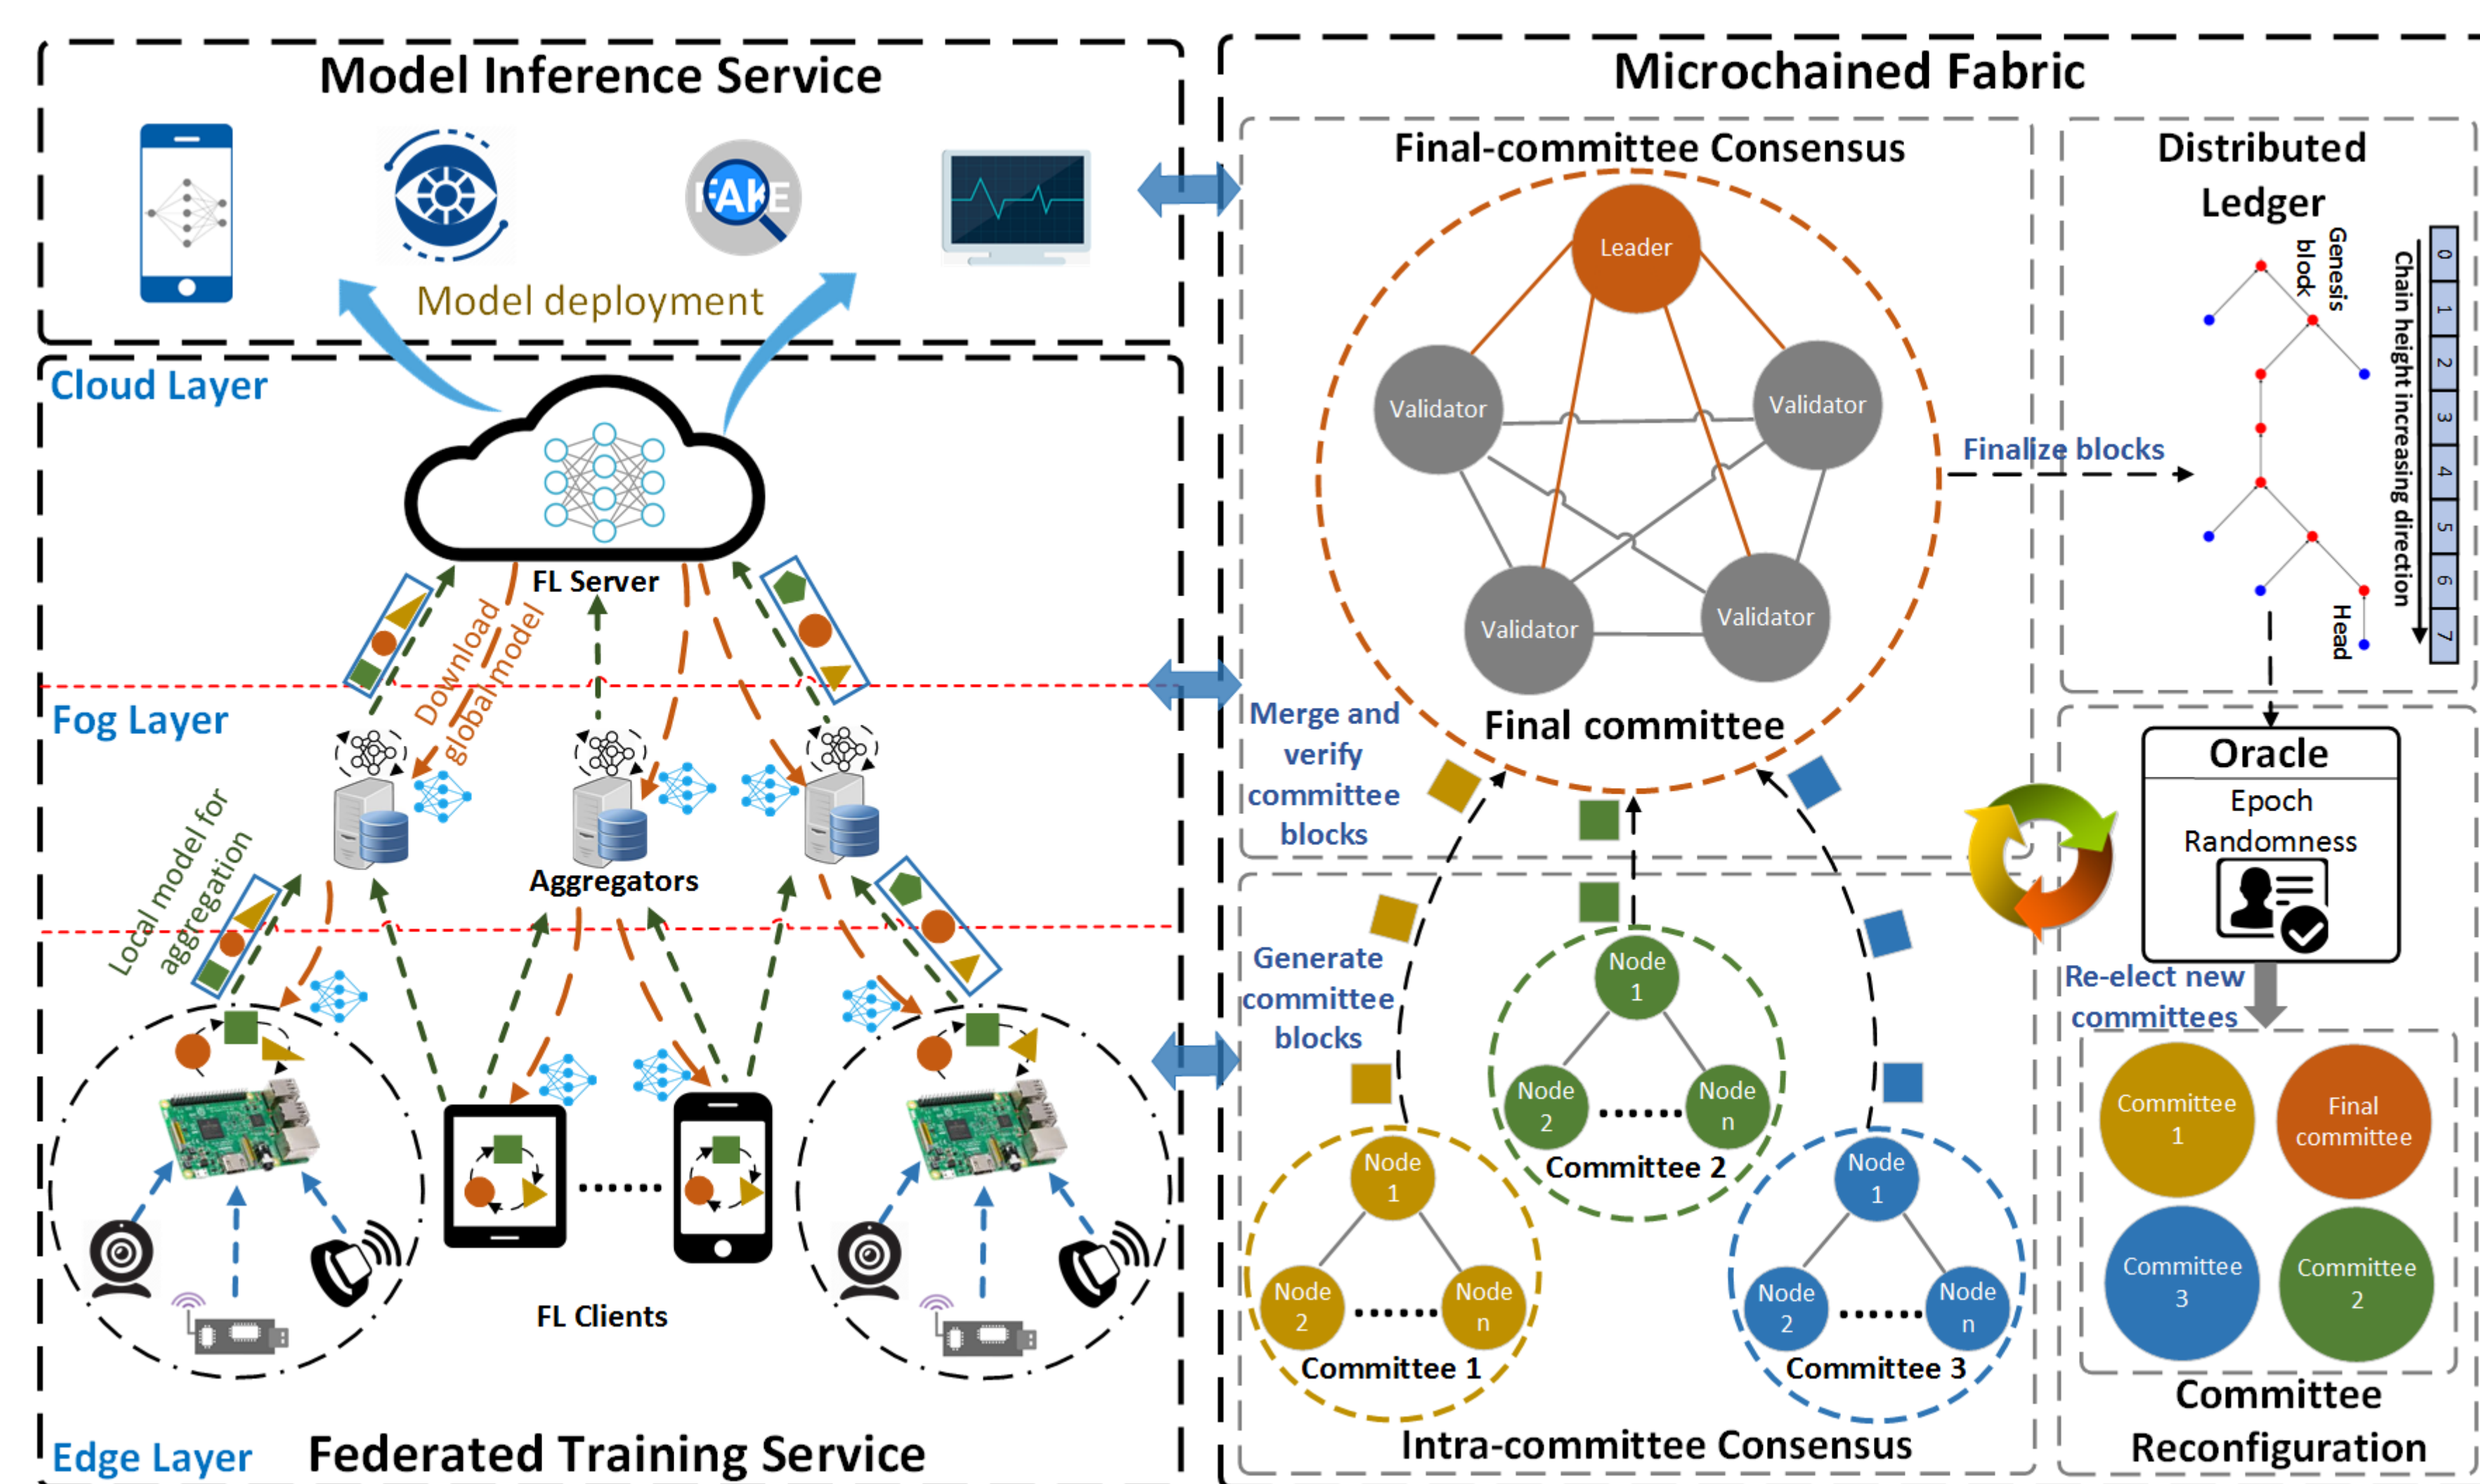 Model Inference Service
FAKE
Model deployment
Cloud Layer
FL Server
Download
global model
Fog Layer
Local model for
aggregation
Aggregators
FL Clients
Edge Layer
Federated Training Service
Microchained Fabric
Final-committee Consensus
Leader
Validator
Validator
Validator
Validator
Final committee
Merge and
verify
committee
blocks
Finalize blocks
Distributed
Ledger
Genesis
block
Chain height increasing direction
0
1
2
3
4
5
6
7
Head
Generate
committee
blocks
Node
1
Node
2
Node
n
Committee 2
Node
1
Node
2
Node
n
Committee 1
Node
1
Node
2
Node
n
Committee 3
Intra-committee Consensus
Oracle
Epoch
Randomness
Re-elect new
committees
Committee
1
Final
committee
Committee
3
Committee
2
Committee
Reconfiguration